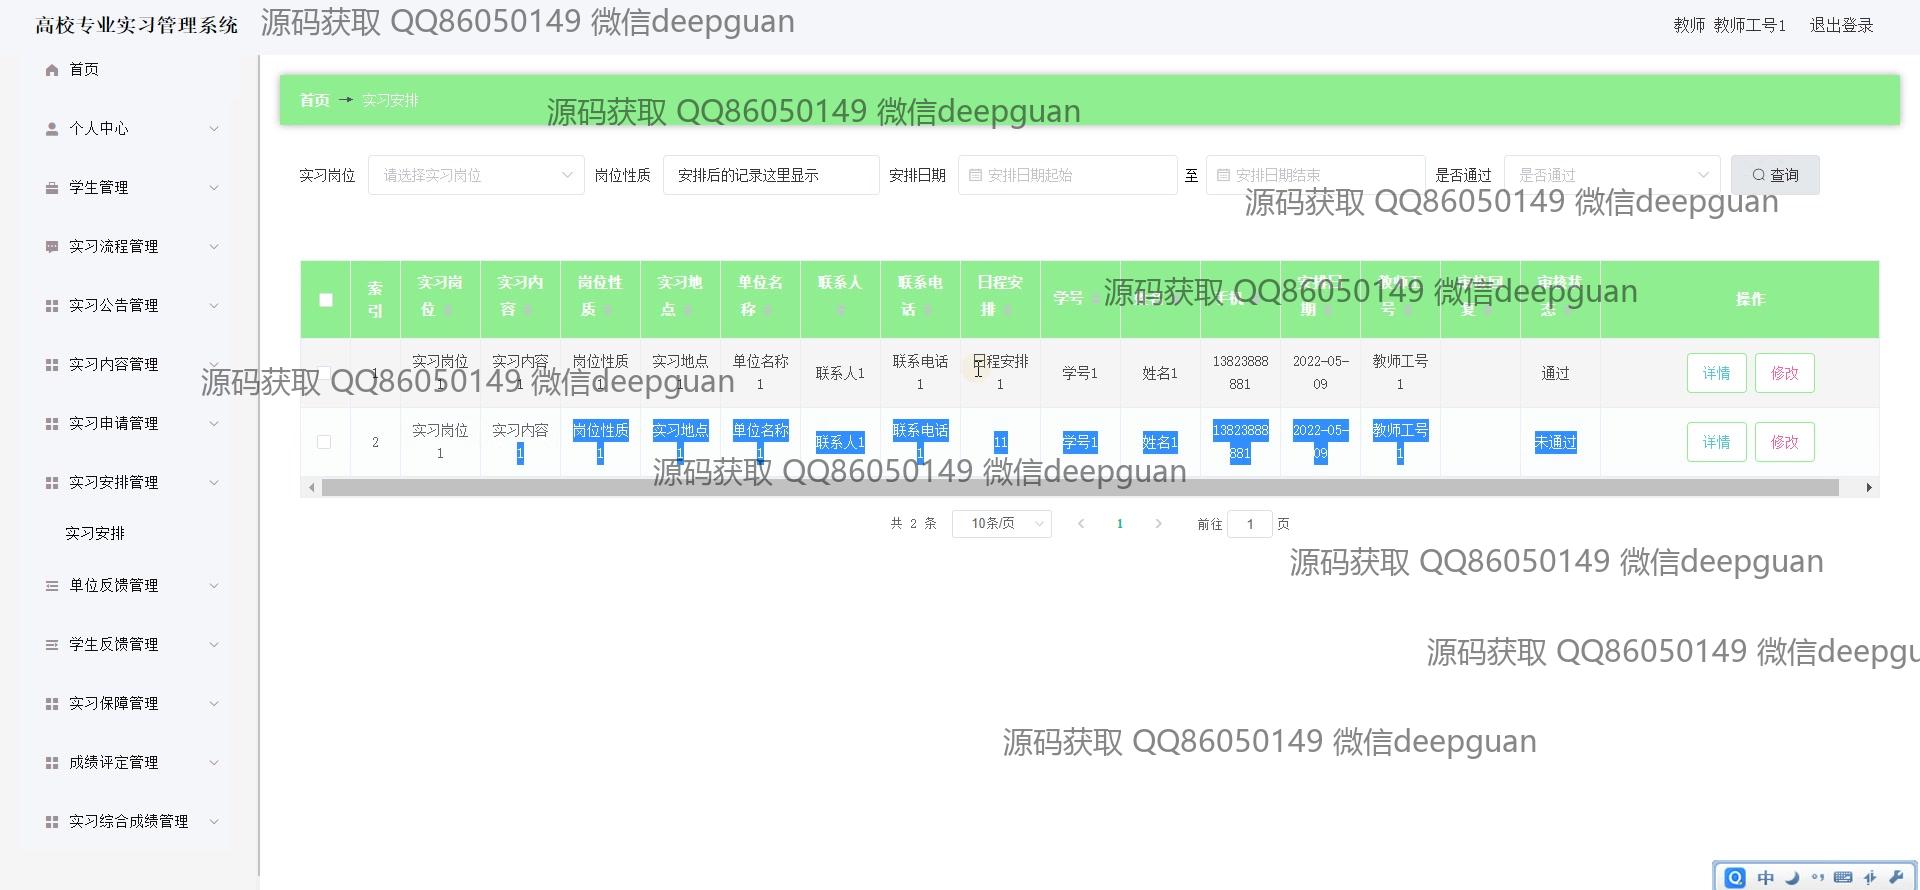 高校专业实习管理系统
源码获取 QQ86050149 微信deepguan
教师 教师工号1 退出登录
首页
个人中心
学生管理
实习流程管理
实习公告管理
实习内容管理
实习申请管理
实习安排管理
实习安排
单位反馈管理
学生反馈管理
实习保障管理
成绩评定管理
实习综合成绩管理
首页 → 实习安排
源码获取 QQ86050149 微信deepguan
实习岗位 请选择实习岗位 岗位性质 安排后的记录这里显示 安排日期 安排日期起始 至 安排日期结束 是否通过 是否通过 查询
源码获取 QQ86050149 微信deepguan
索引 实习岗位 实习内容 岗位性质 实习地点 单位名称 联系人 联系电话 日程安排 学号 操作
源码获取 QQ86050149 微信deepguan
1 实习岗位1 实习内容1 岗位性质1 实习地点1 单位名称1 联系人1 联系电话1 日程安排1 学号1 姓名1 13823888881 2022-05-09 教师工号1 通过 详情 修改
源码获取 QQ86050149 微信deepguan
2 实习岗位1 实习内容1 岗位性质1 实习地点1 单位名称1 联系人1 联系电话1 11 学号1 姓名1 13823888881 2022-05-09 教师工号1 未通过 详情 修改
源码获取 QQ86050149 微信deepguan
共 2 条 10条/页 1 前往 1 页
源码获取 QQ86050149 微信deepguan
源码获取 QQ86050149 微信deepgu
源码获取 QQ86050149 微信deepguan
中